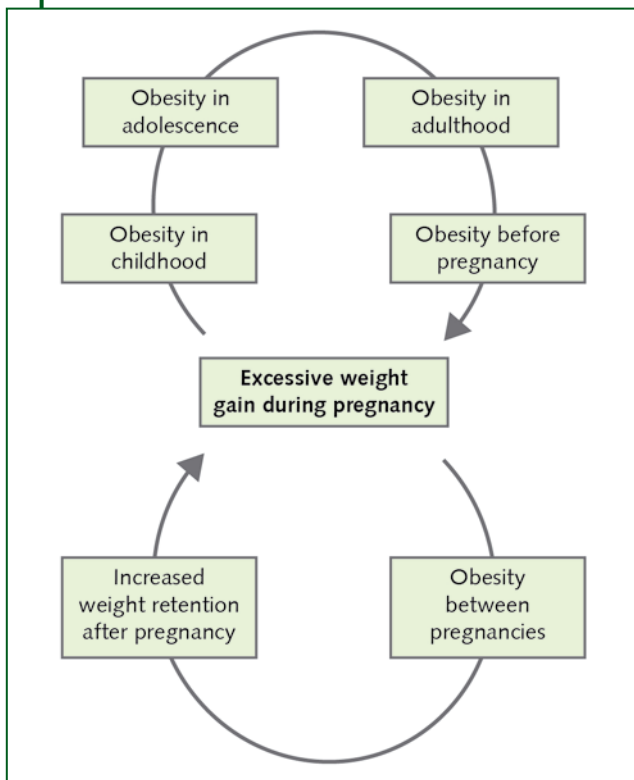 Obesity in
adolescence
Obesity in
adulthood
Obesity in
childhood
Obesity before
pregnancy
Excessive weight
gain during pregnancy
Increased
weight retention
after pregnancy
Obesity
between
pregnancies